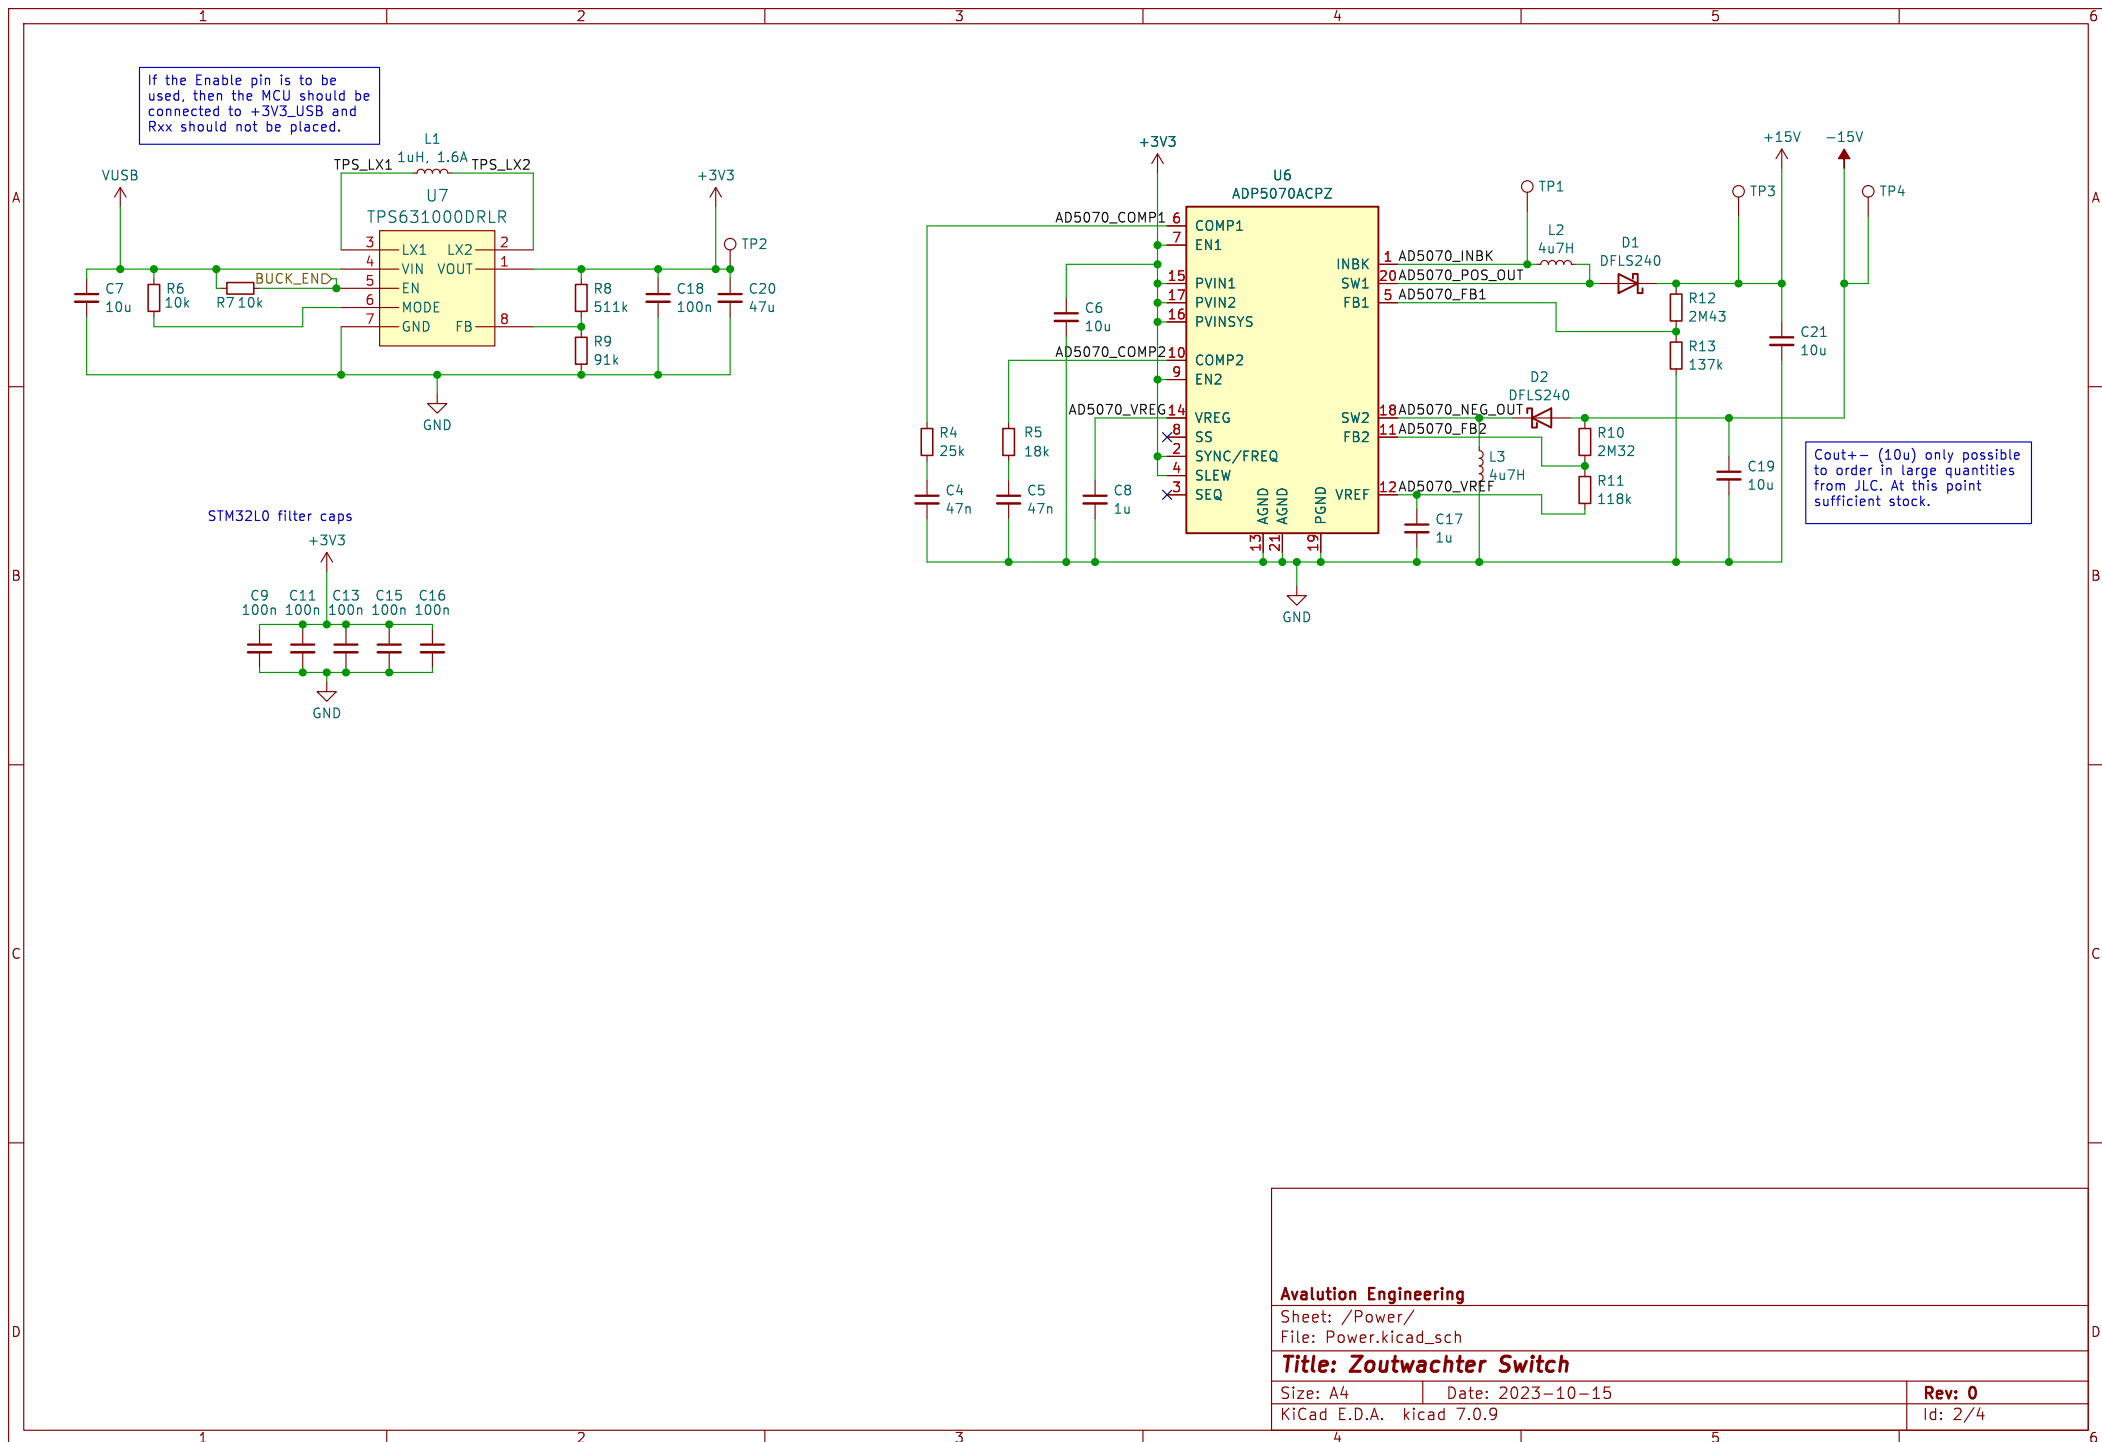 1 2 3 4 5 6
If the Enable pin is to be
used, then the MCU should be
connected to +3V3_USB and
Rxx should not be placed.
L1
1uH, 1.6A
TPS_LX1
TPS_LX2
VUSB
U7
TPS631000DRLR
+3V3
TP2
3 LX1
LX2 2
4 VIN
VOUT 1
5 EN
6 MODE
7 GND
FB 8
BUCK_EN
C7
10u
R6
10k
R7 10k
R8
511k
R9
91k
C18
100n
C20
47u
GND
STM32L0 filter caps
+3V3
C9 C11 C13 C15 C16
100n 100n 100n 100n 100n
GND
+3V3
U6
ADP5070ACPZ
AD5070_COMP1 6 COMP1
7 EN1
15 PVIN1
17 PVIN2
16 PVINSYS
AD5070_COMP2 10 COMP2
9 EN2
AD5070_VREG 14 VREG
8 SS
2 SYNC/FREQ
4 SLEW
3 SEQ
INBK 1 AD5070_INBK
SW1 20 AD5070_POS_OUT
FB1 5 AD5070_FB1
SW2 18 AD5070_NEG_OUT
FB2 11 AD5070_FB2
VREF 12 AD5070_VREF
AGND AGND PGND
13 21 19
C6
10u
R4
25k
R5
18k
C4
47n
C5
47n
C8
1u
C17
1u
GND
TP1
L2
4u7H
D1
DFLS240
TP3
+15V
-15V
TP4
R12
2M43
R13
137k
C21
10u
D2
DFLS240
L3
4u7H
R10
2M32
R11
118k
C19
10u
Cout+- (10u) only possible
to order in large quantities
from JLC. At this point
sufficient stock.
A A
B B
C C
D D
Avalution Engineering
Sheet: /Power/
File: Power.kicad_sch
Title: Zoutwachter Switch
Size: A4 Date: 2023-10-15 Rev: 0
KiCad E.D.A. kicad 7.0.9 Id: 2/4
1 2 3 4 5 6